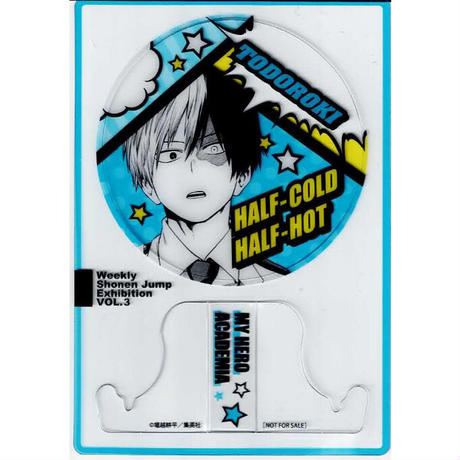 TODOROKI
HALF-COLD
HALF-HOT
Weekly
Shonen Jump
Exhibition
VOL.3
MY HERO
ACADEMIA
©堀越耕平／集英社
[NOT FOR SALE]